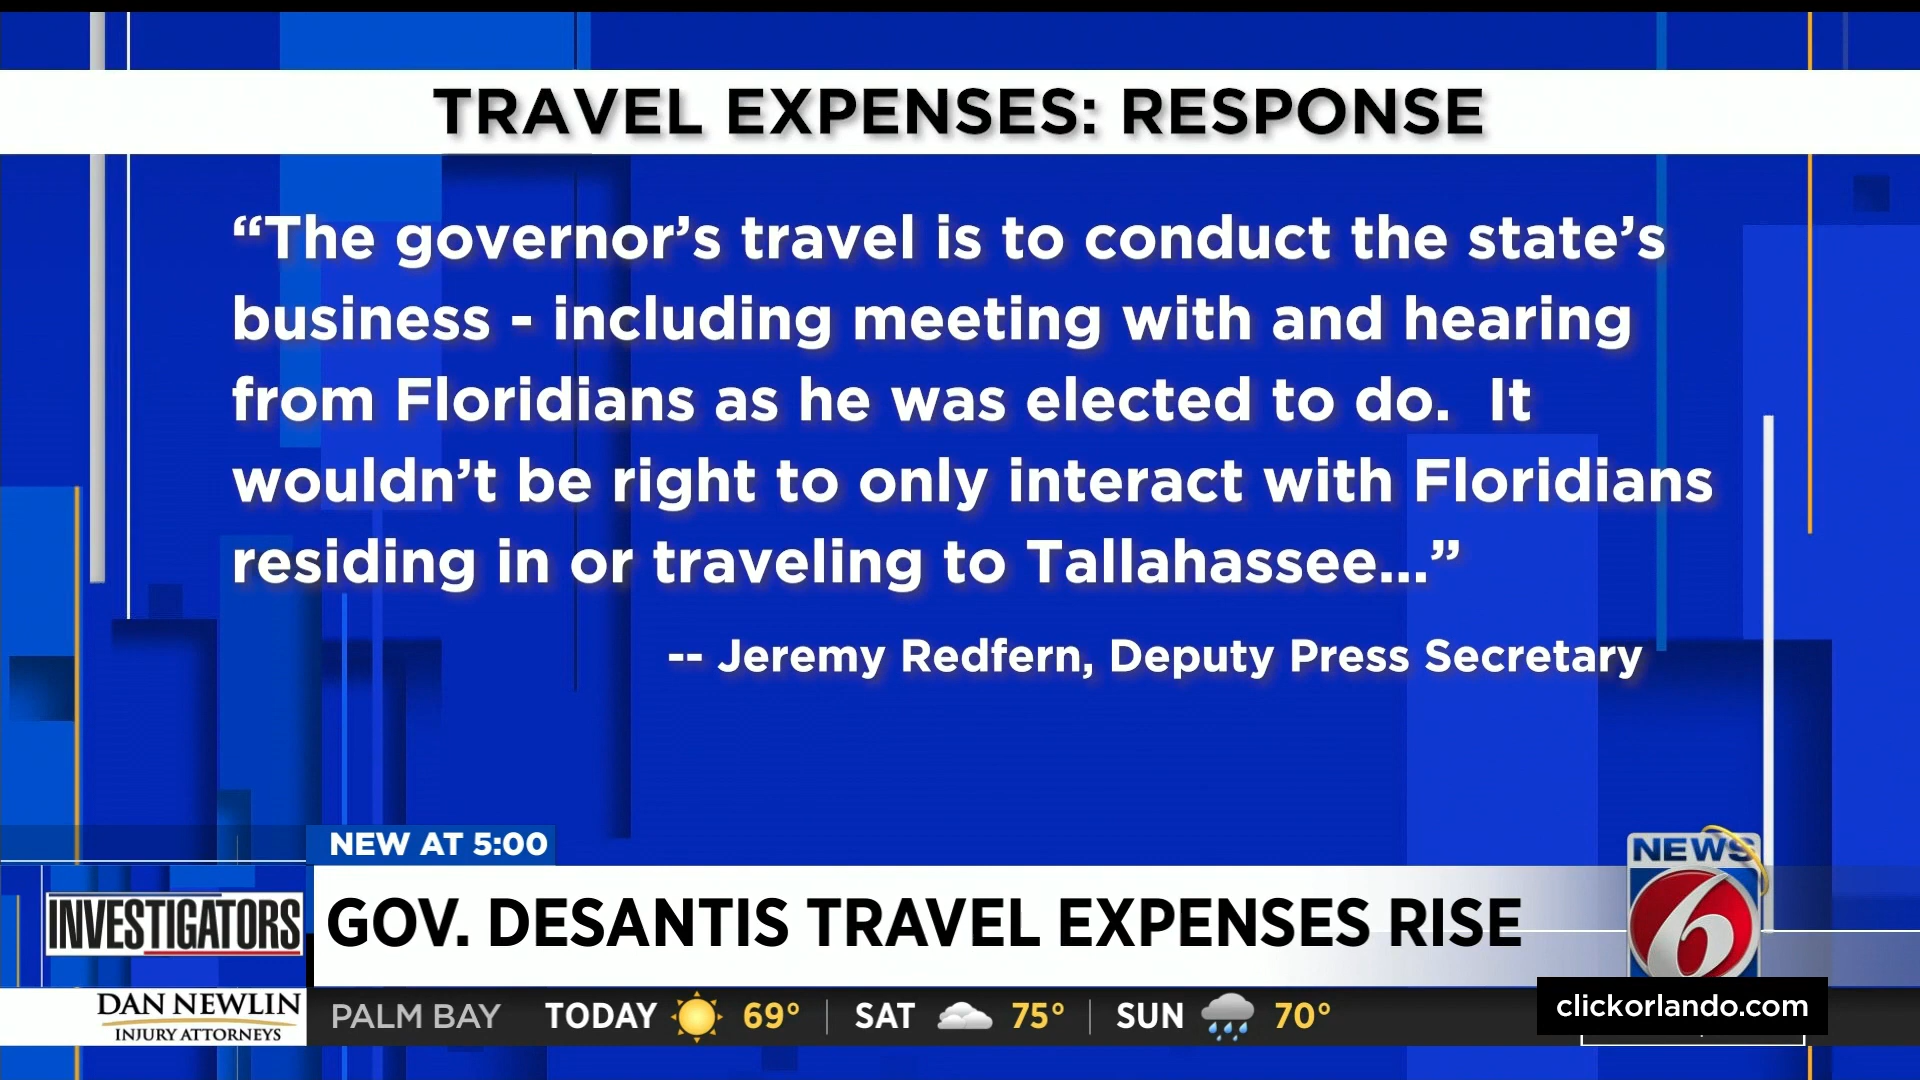 TRAVEL EXPENSES: RESPONSE
“The governor’s travel is to conduct the state’s
business - including meeting with and hearing
from Floridians as he was elected to do.  It
wouldn’t be right to only interact with Floridians
residing in or traveling to Tallahassee...”
-- Jeremy Redfern, Deputy Press Secretary
NEW AT 5:00
INVESTIGATORS
GOV. DESANTIS TRAVEL EXPENSES RISE
NEWS
6
DAN NEWLIN
INJURY ATTORNEYS
PALM BAY TODAY 69° SAT 75° SUN 70°
clickorlando.com